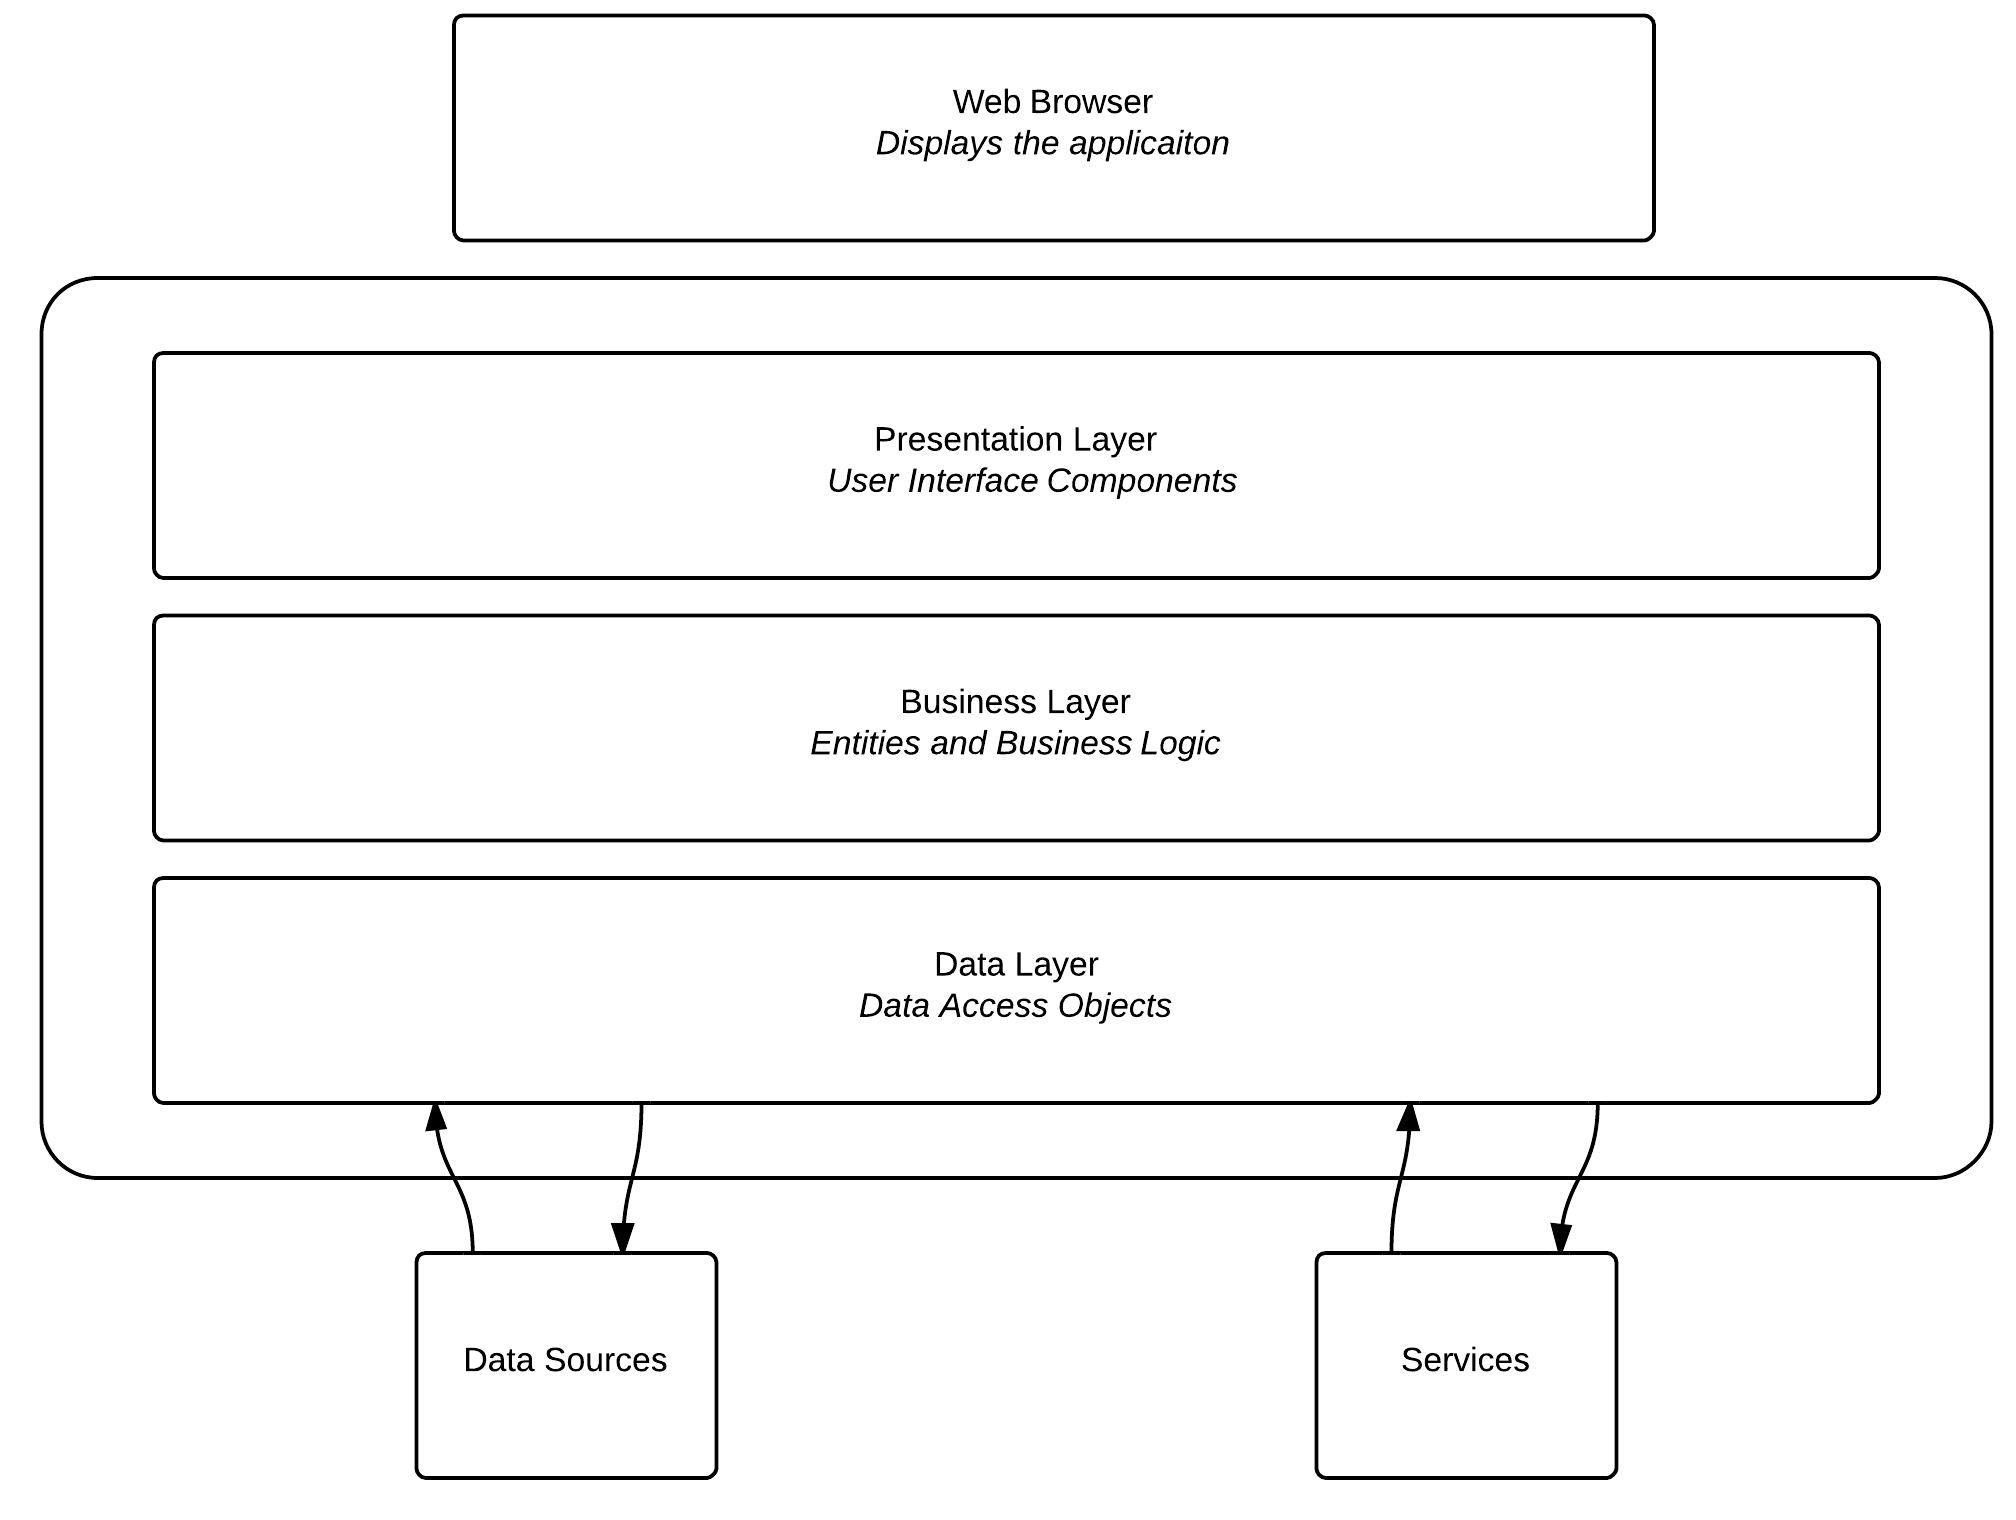 Web Browser
Displays the applicaiton
Presentation Layer
User Interface Components
Business Layer
Entities and Business Logic
Data Layer
Data Access Objects
Data Sources
Services